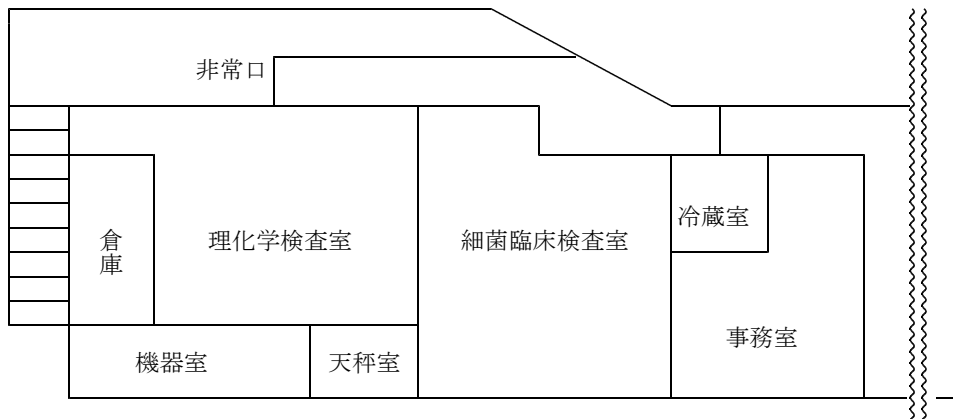 非常口
冷蔵室
倉庫
理化学検査室
細菌臨床検査室
事務室
機器室
天秤室